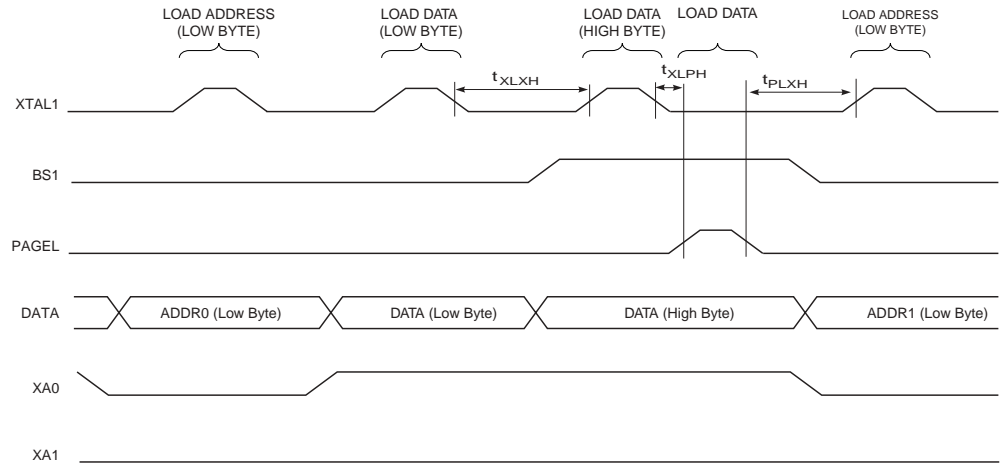 LOAD ADDRESS
(LOW BYTE)
LOAD DATA
(LOW BYTE)
LOAD DATA
(HIGH BYTE)
LOAD DATA
LOAD ADDRESS
(LOW BYTE)
XTAL1
tXLXH
tXLPH
tPLXH
BS1
PAGEL
DATA
ADDR0 (Low Byte)
DATA (Low Byte)
DATA (High Byte)
ADDR1 (Low Byte)
XA0
XA1